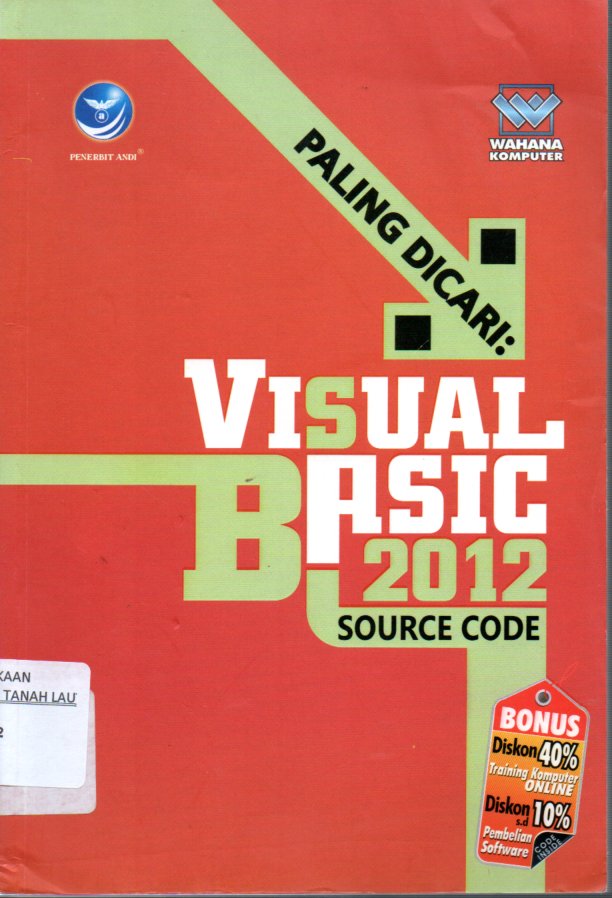 a
PENERBIT ANDI®
WAHANA
KOMPUTER
PALING DICARI:
VISUAL
BASIC
2012
SOURCE CODE
KAAN
TANAH LAU
2
BONUS
Diskon 40%
Training Komputer
ONLINE
Diskon s.d 10%
Pembelian
Software
CODE
INSIDE